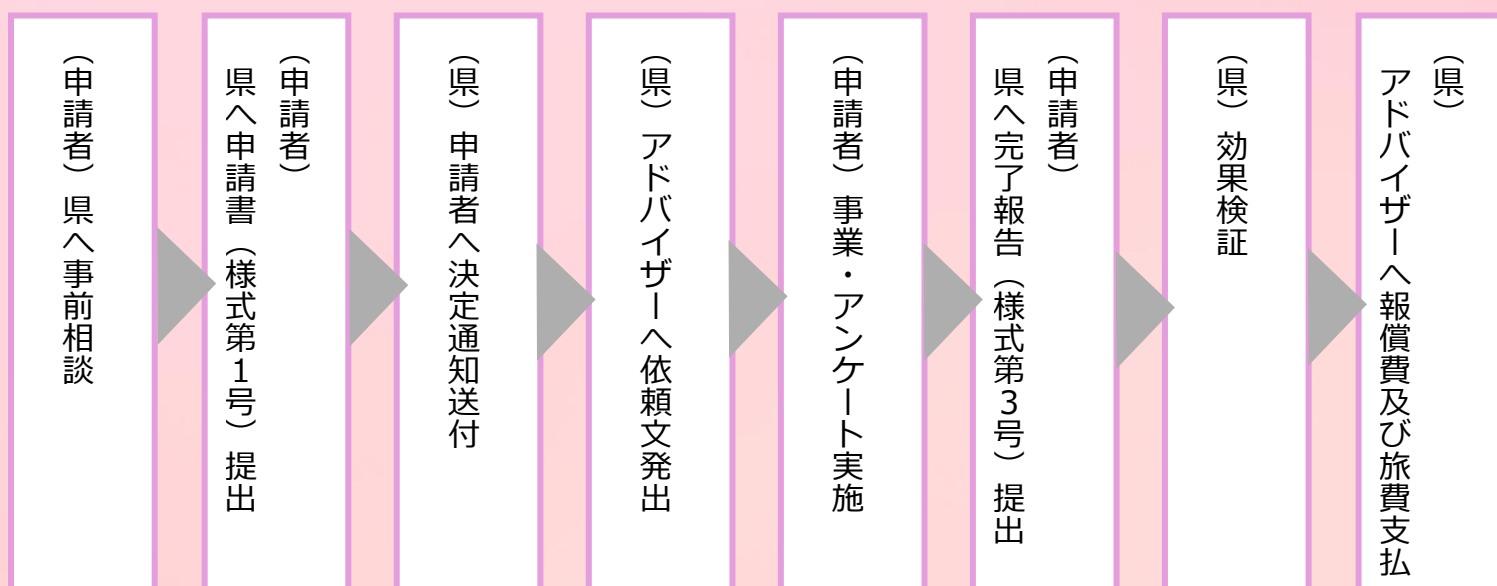 （申請者）県へ事前相談
（申請者）
県へ申請書（様式第1号）提出
（県）申請者へ決定通知送付
（県）アドバイザーへ依頼文発出
（申請者）事業・アンケート実施
（申請者）
県へ完了報告（様式第3号）提出
（県）効果検証
（県）
アドバイザーへ報償費及び旅費支払